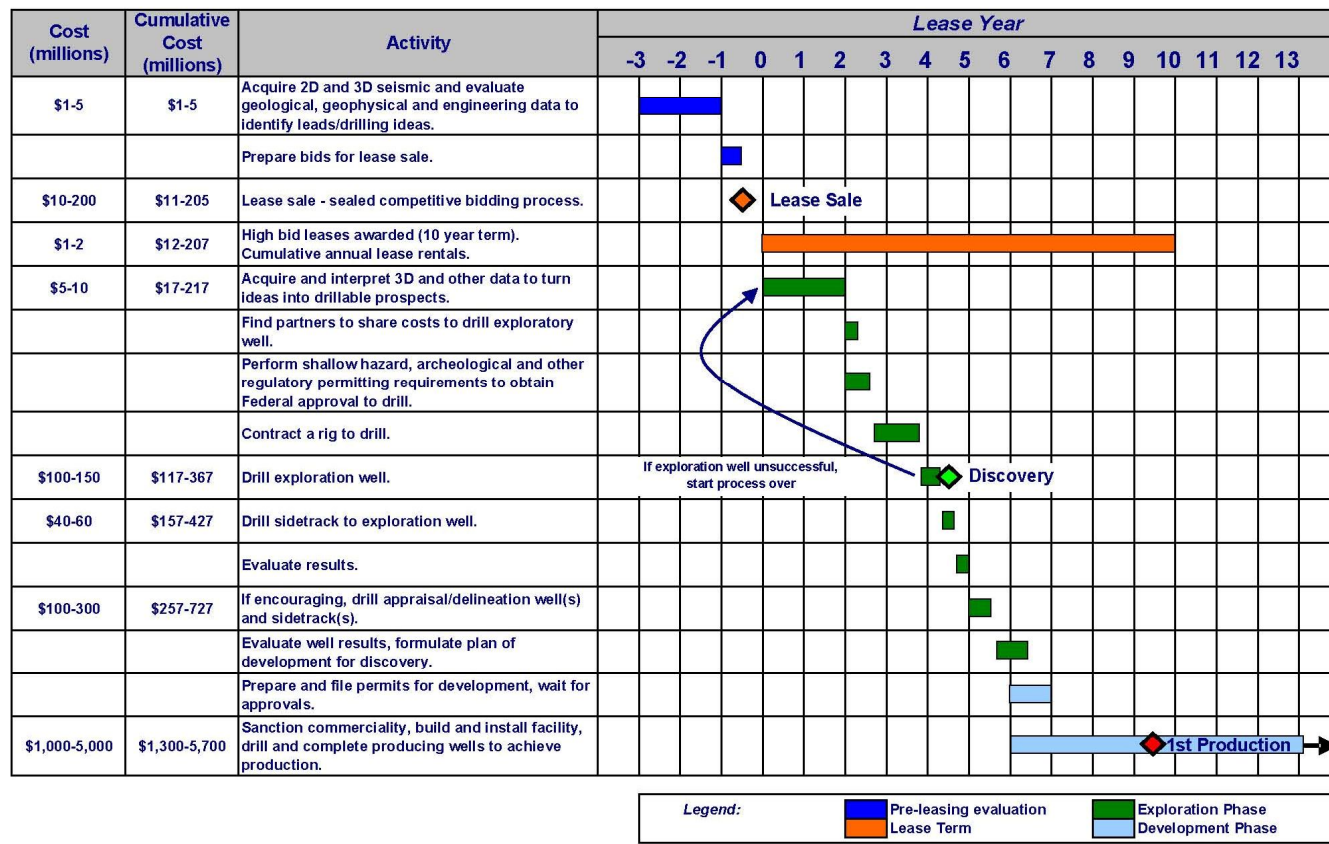 Cost
(millions)
Cumulative
Cost
(millions)
Activity
Lease Year
-3 -2 -1 0 1 2 3 4 5 6 7 8 9 10 11 12 13
$1-5
$1-5
Acquire 2D and 3D seismic and evaluate
geological, geophysical and engineering data to
identify leads/drilling ideas.
Prepare bids for lease sale.
$10-200
$11-205
Lease sale - sealed competitive bidding process.
Lease Sale
$1-2
$12-207
High bid leases awarded (10 year term).
Cumulative annual lease rentals.
$5-10
$17-217
Acquire and interpret 3D and other data to turn
ideas into drillable prospects.
Find partners to share costs to drill exploratory
well.
Perform shallow hazard, archeological and other
regulatory permitting requirements to obtain
Federal approval to drill.
Contract a rig to drill.
$100-150
$117-367
Drill exploration well.
If exploration well unsuccessful,
start process over
Discovery
$40-60
$157-427
Drill sidetrack to exploration well.
Evaluate results.
$100-300
$257-727
If encouraging, drill appraisal/delineation well(s)
and sidetrack(s).
Evaluate well results, formulate plan of
development for discovery.
Prepare and file permits for development, wait for
approvals.
$1,000-5,000
$1,300-5,700
Sanction commerciality, build and install facility,
drill and complete producing wells to achieve
production.
1st Production
Legend:
Pre-leasing evaluation
Exploration Phase
Lease Term
Development Phase